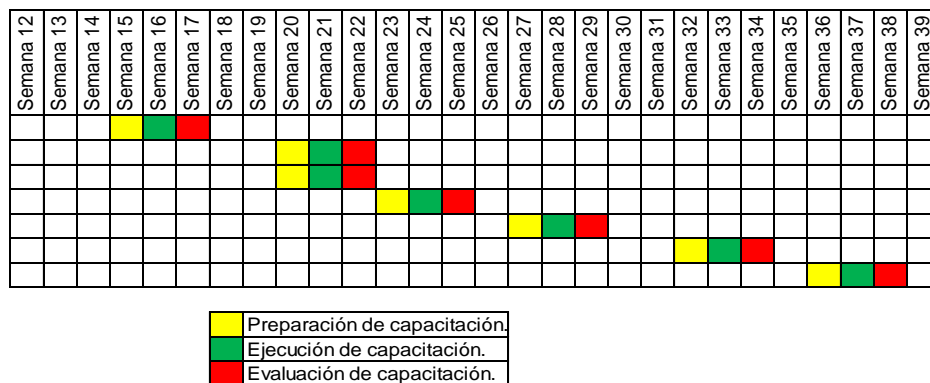 Semana 12
Semana 13
Semana 14
Semana 15
Semana 16
Semana 17
Semana 18
Semana 19
Semana 20
Semana 21
Semana 22
Semana 23
Semana 24
Semana 25
Semana 26
Semana 27
Semana 28
Semana 29
Semana 30
Semana 31
Semana 32
Semana 33
Semana 34
Semana 35
Semana 36
Semana 37
Semana 38
Semana 39
Preparación de capacitación.
Ejecución de capacitación.
Evaluación de capacitación.